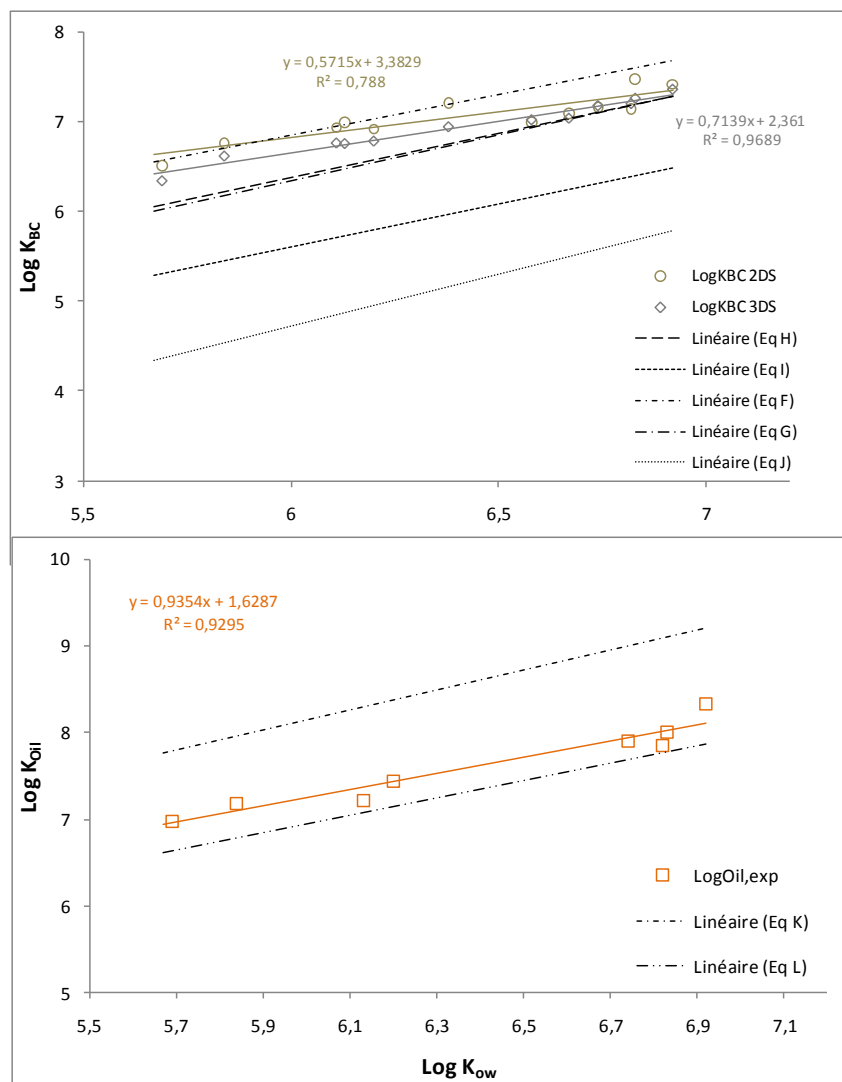 8
7
6
5
4
3
Log K_BC
y = 0,5715x + 3,3829
R² = 0,788
y = 0,7139x + 2,361
R² = 0,9689
LogKBC 2DS
LogKBC 3DS
Linéaire (Eq H)
Linéaire (Eq I)
Linéaire (Eq F)
Linéaire (Eq G)
Linéaire (Eq J)
5,5 6 6,5 7
10
9
8
7
6
5
Log K_Oil
y = 0,9354x + 1,6287
R² = 0,9295
LogOil,exp
Linéaire (Eq K)
Linéaire (Eq L)
5,5 5,7 5,9 6,1 6,3 6,5 6,7 6,9 7,1
Log K_ow